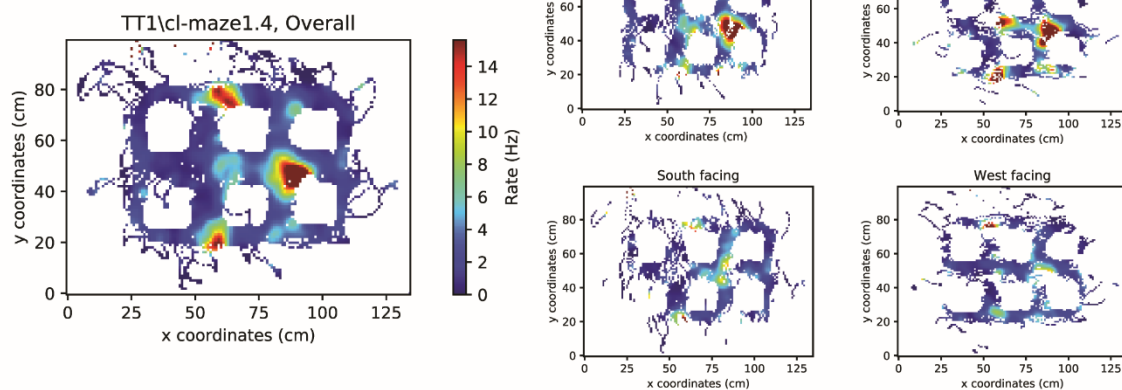 TT1\cl-maze1.4, Overall
y coordinates (cm)
80
60
40
20
0
0 25 50 75 100 125
x coordinates (cm)
14
12
10
8
6
4
2
0
Rate (Hz)
y coordinates (cm)
60
40
20
0
0 25 50 75 100 125
x coordinates (cm)
y coordinates (cm)
60
40
20
0
0 25 50 75 100 125
x coordinates (cm)
South facing
y coordinates (cm)
80
60
40
20
0
0 25 50 75 100 125
x coordinates (cm)
West facing
y coordinates (cm)
80
60
40
20
0
0 25 50 75 100 125
x coordinates (cm)